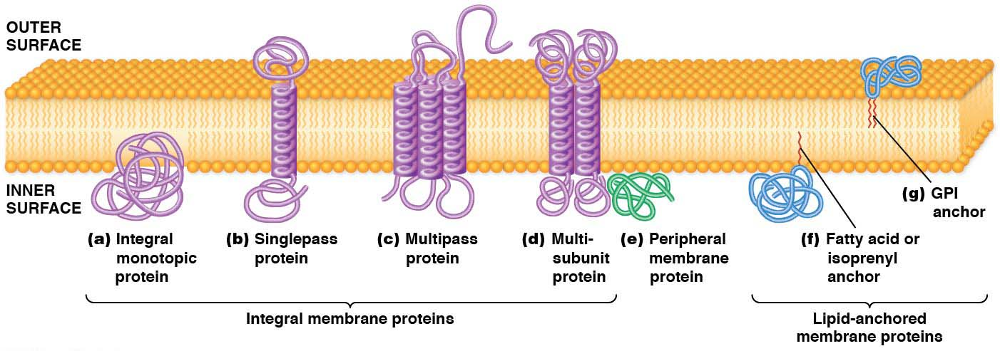 OUTER
SURFACE
INNER
SURFACE
(a) Integral
monotopic
protein
(b) Singlepass
protein
(c) Multipass
protein
(d) Multi-
subunit
protein
(e) Peripheral
membrane
protein
(f) Fatty acid or
isoprenyl
anchor
(g) GPI
anchor
Integral membrane proteins
Lipid-anchored
membrane proteins